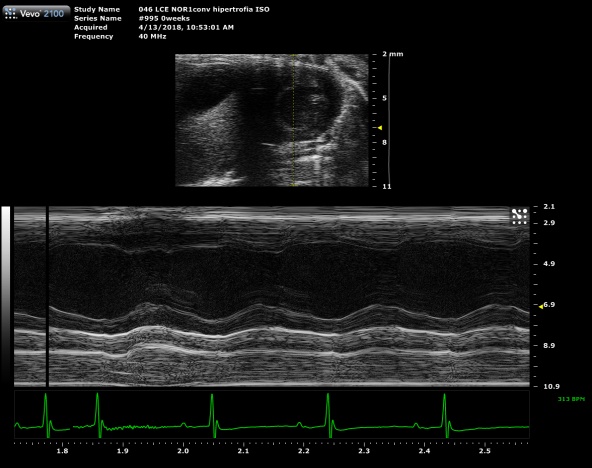 Vevo 2100
Study Name 046 LCE NOR1conv hipertrofia ISO
Series Name #995 0weeks
Acquired 4/13/2018, 10:53:01 AM
Frequency 40 MHz
2 mm
5
8
11
2.1
2.9
4.9
6.9
8.9
10.9
313 BPM
1.8 1.9 2.0 2.1 2.2 2.3 2.4 2.5